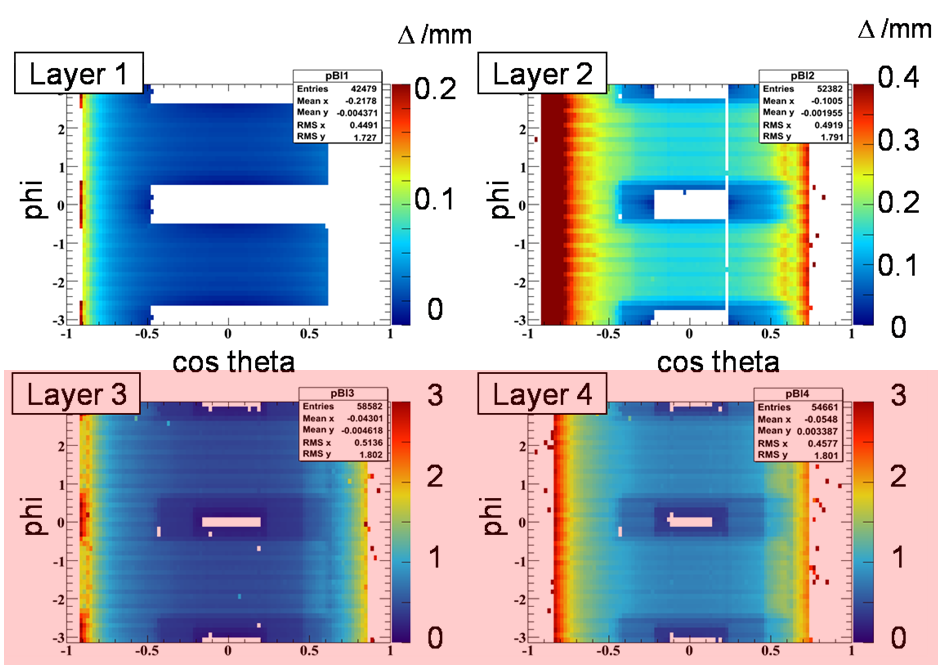 Δ /mm
Δ /mm
Layer 1
pBl1
Entries 42479
Mean x -0.2178
Mean y -0.004371
RMS x 0.4491
RMS y 1.727
0.2
0.1
0
phi
2
1
0
-1
-2
-3
-1 -0.5 0 0.5 1
cos theta
Layer 2
pBl2
Entries 52382
Mean x -0.1005
Mean y -0.001955
RMS x 0.4919
RMS y 1.791
0.4
0.3
0.2
0.1
0
phi
2
1
0
-1
-2
-3
-1 -0.5 0 0.5 1
cos theta
Layer 3
pBl3
Entries 58582
Mean x -0.04301
Mean y -0.004618
RMS x 0.5136
RMS y 1.802
3
2
1
0
phi
2
1
0
-1
-2
-3
-1 -0.5 0 0.5 1
Layer 4
pBl4
Entries 54661
Mean x -0.0548
Mean y 0.003387
RMS x 0.4577
RMS y 1.801
3
2
1
0
phi
2
1
0
-1
-2
-3
-1 -0.5 0 0.5 1